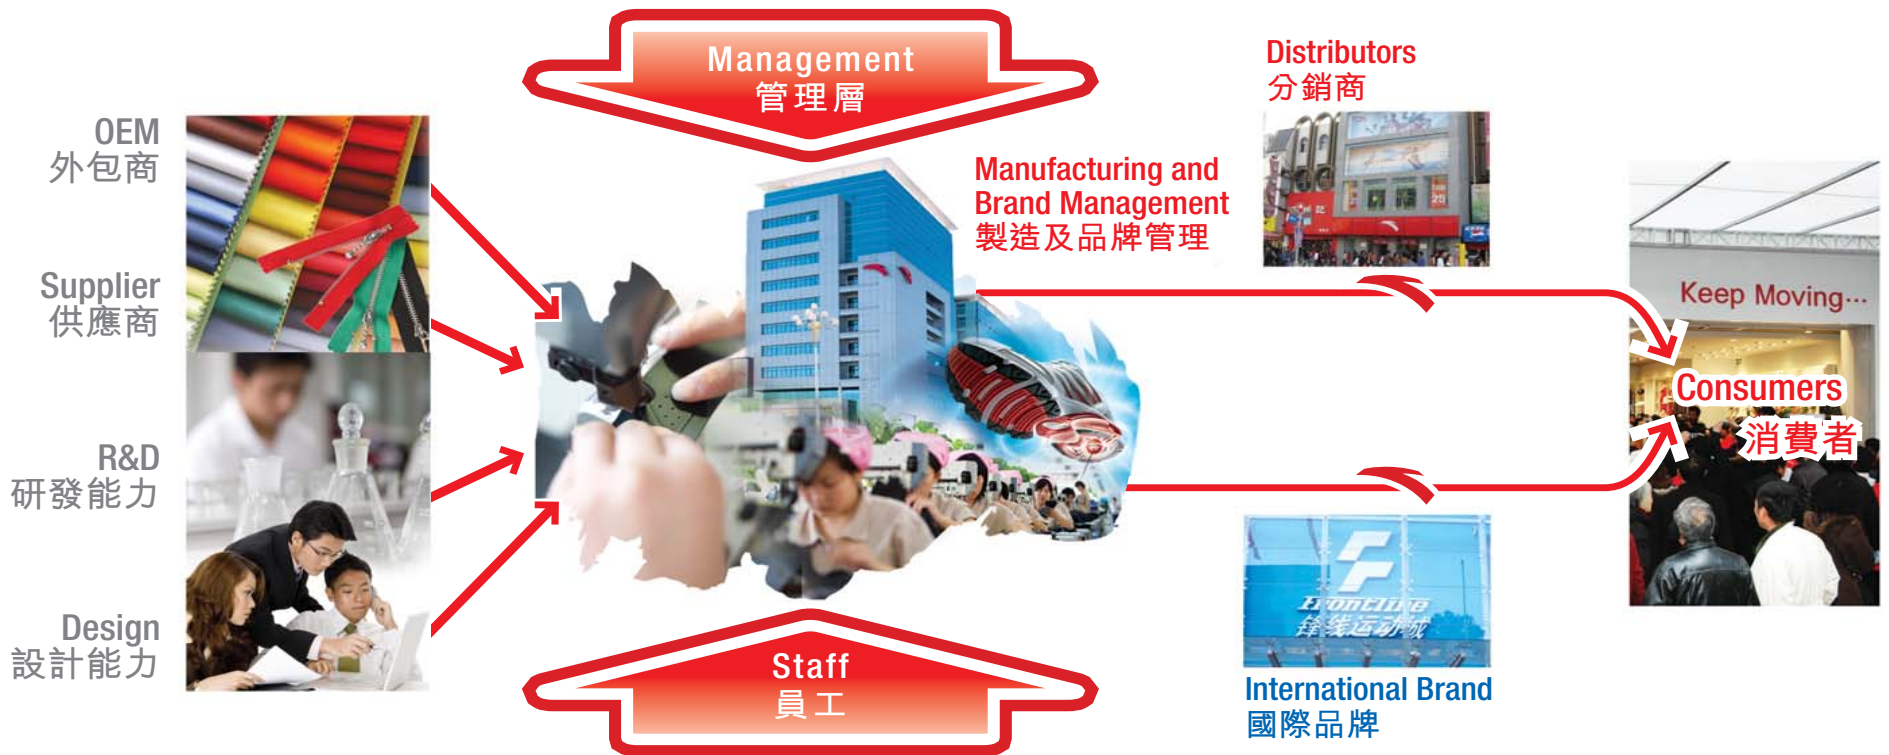 Management
管理層
OEM
外包商
Supplier
供應商
R&D
研發能力
Design
設計能力
Manufacturing and
Brand Management
製造及品牌管理
Distributors
分銷商
25
Keep Moving…
Consumers
消費者
Frontline
锋线运动城
International Brand
國際品牌
Staff
員工